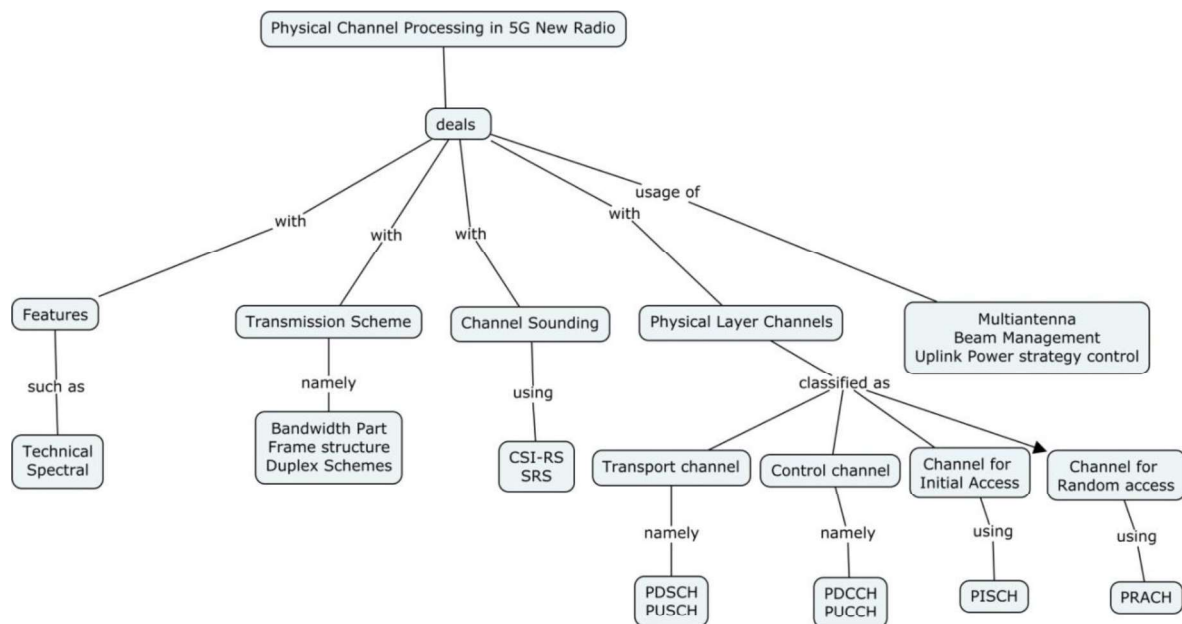 Physical Channel Processing in 5G New Radio
deals
usage of
with
with
with
with
Features
Transmission Scheme
Channel Sounding
Physical Layer Channels
Multiantenna
Beam Management
Uplink Power strategy control
such as
namely
using
classified as
Technical
Spectral
Bandwidth Part
Frame structure
Duplex Schemes
CSI-RS
SRS
Transport channel
Control channel
Channel for
Initial Access
Channel for
Random access
namely
namely
using
using
PDSCH
PUSCH
PDCCH
PUCCH
PISCH
PRACH